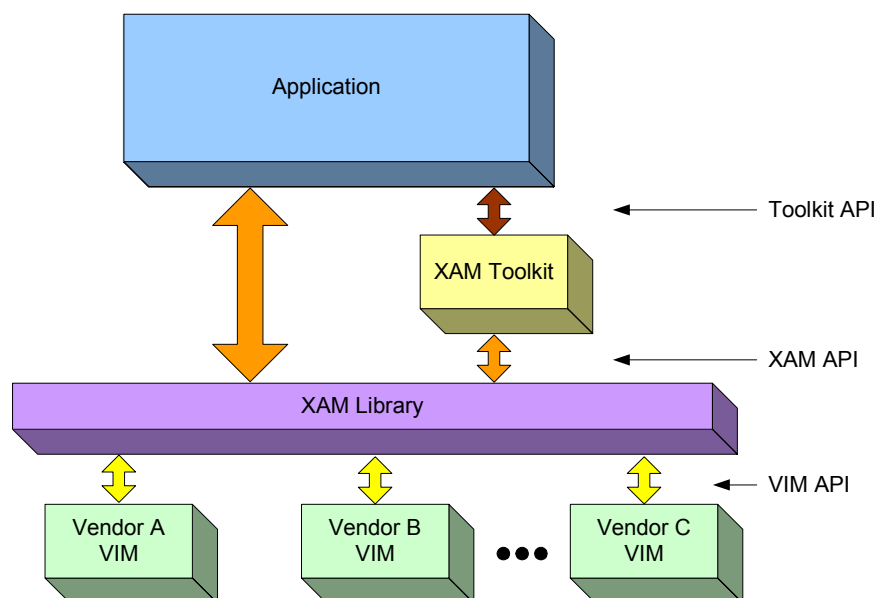 Application
Toolkit API
XAM Toolkit
XAM API
XAM Library
VIM API
Vendor A
VIM
Vendor B
VIM
Vendor C
VIM